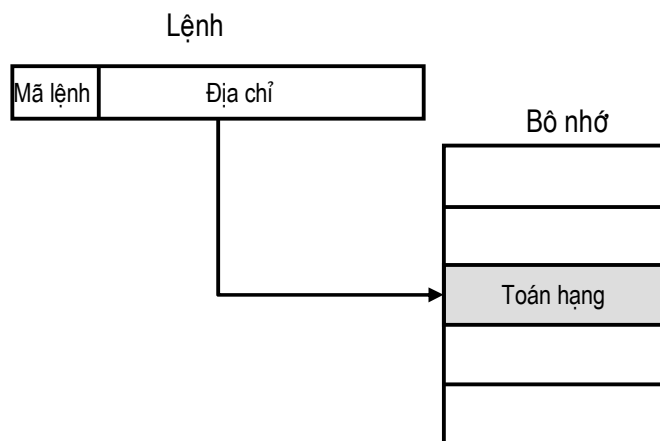 Lệnh
Mã lệnh Địa chỉ
Bô nhớ
Toán hạng